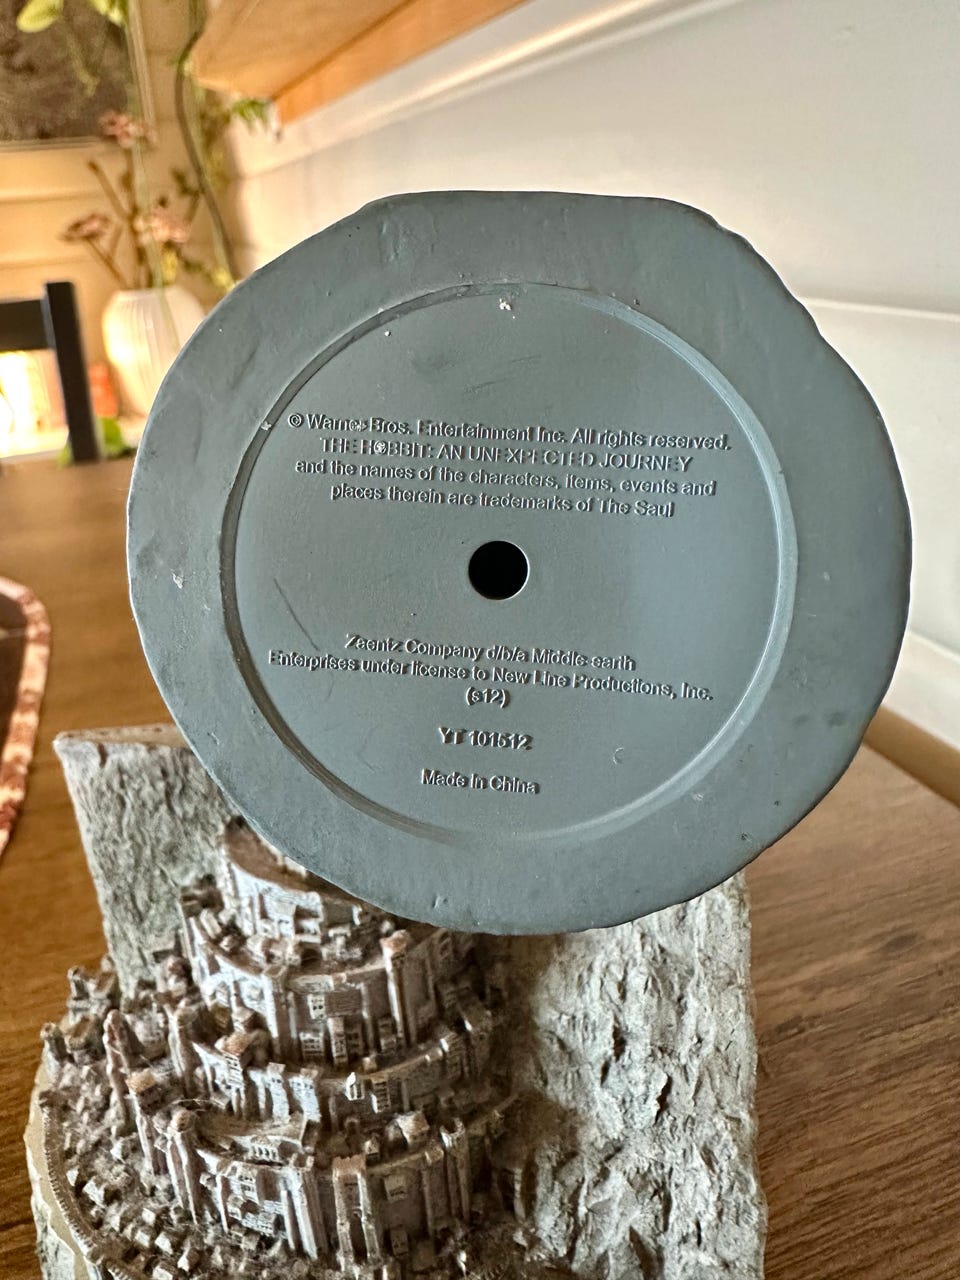 © Warner Bros. Entertainment Inc. All rights reserved.
THE HOBBIT: AN UNEXPECTED JOURNEY
and the names of the characters, items, events and
places therein are trademarks of The Saul
Zaentz Company d/b/a Middle-earth
Enterprises under license to New Line Productions, Inc.
(s12)
YT 101512
Made in China